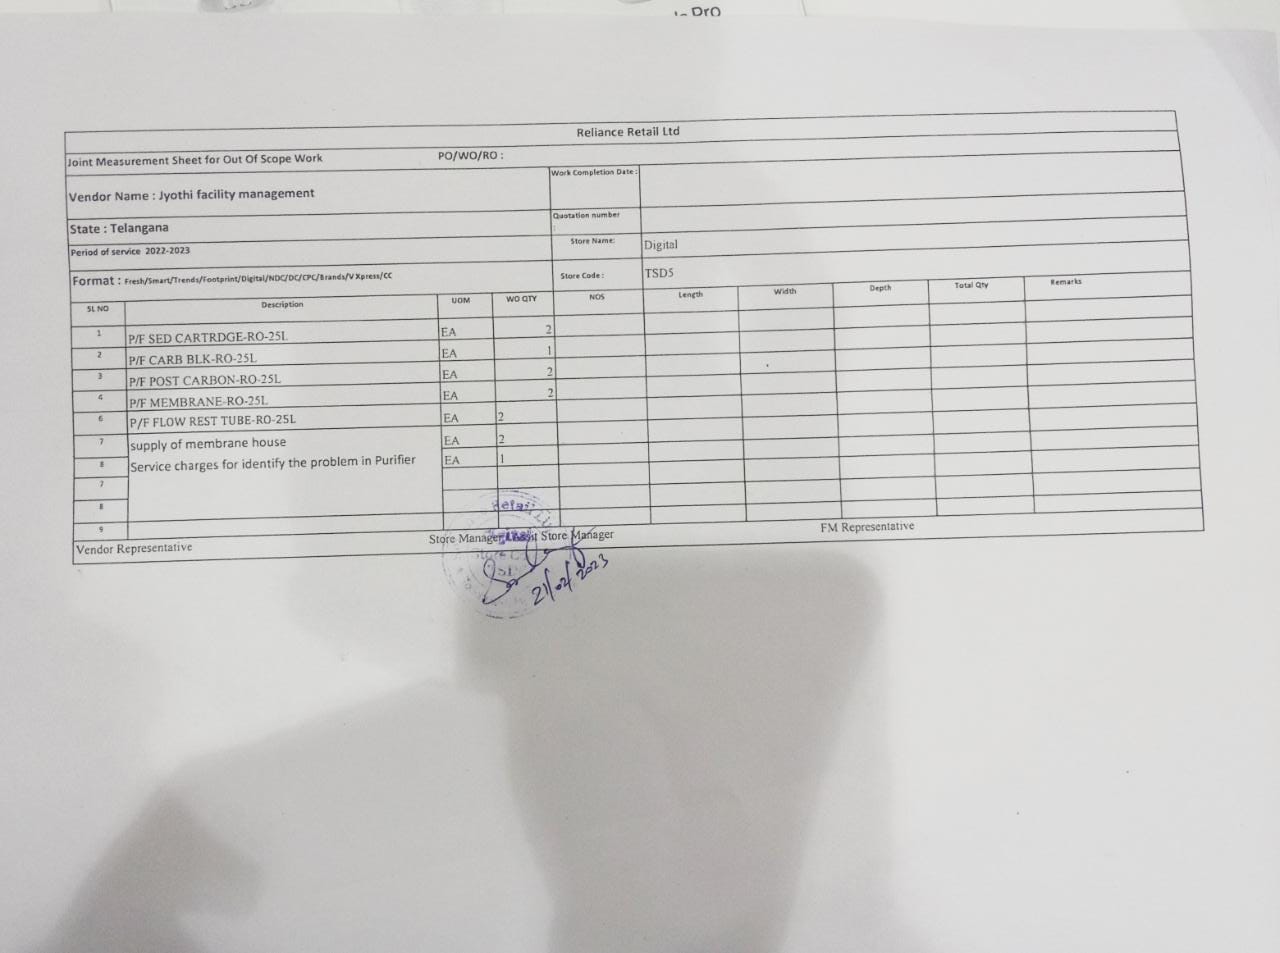 Reliance Retail Ltd
Joint Measurement Sheet for Out Of Scope Work PO/WO/RO :
Vendor Name : Jyothi facility management Work Completion Date :
State : Telangana Quotation number :
Period of service 2022-2023 Store Name: Digital
Format : Fresh/Smart/Trends/Footprint/Digital/NDC/DC/CPC/Brands/V Xpress/CC Store Code : TSD5
SL NO Description UOM WO QTY NOS Length Width Depth Total Qty Remarks
1 P/F SED CARTRDGE-RO-25L EA 2
2 P/F CARB BLK-RO-25L EA 1
3 P/F POST CARBON-RO-25L EA 2
4 P/F MEMBRANE-RO-25L EA 2
6 P/F FLOW REST TUBE-RO-25L EA 2
7 supply of membrane house EA 2
8 Service charges for identify the problem in Purifier EA 1
7
8
9
Vendor Representative Store Manager Store Manager FM Representative
Retail
21/02/2023